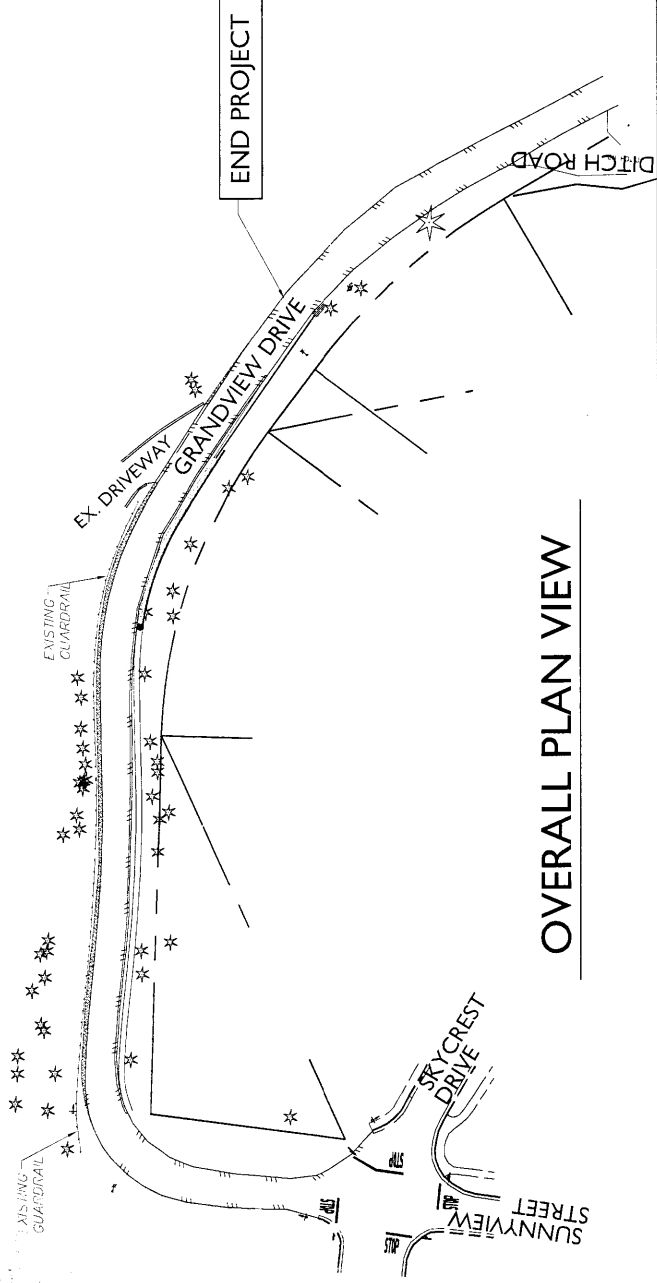 END PROJECT
DITCH ROAD
GRANDVIEW DRIVE
EX. DRIVEWAY
EXISTING
GUARDRAIL
OVERALL PLAN VIEW
SKYCREST
DRIVE
XISTING
GUARDRAIL
STOP
STOP
STOP
STOP
SUNNYVIEW
STREET